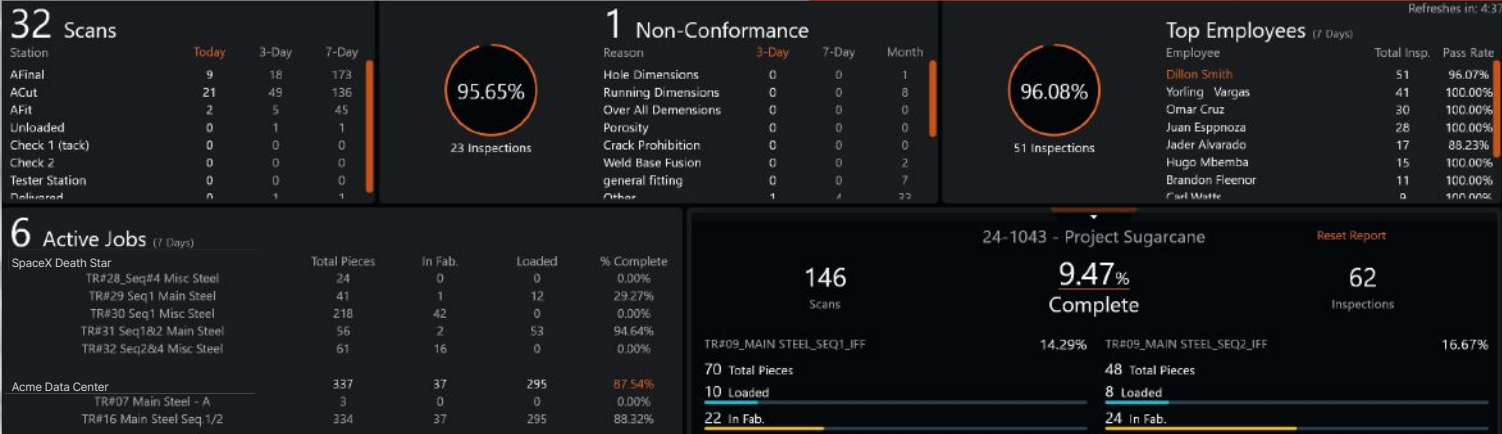 32 Scans
Station Today 3-Day 7-Day
AFinal 9 18 173
ACut 21 49 136
AFit 2 5 45
Unloaded 0 1 1
Check 1 (tack) 0 0 0
Check 2 0 0 0
Tester Station 0 0 0
Delivered 0 1 1
95.65%
23 Inspections
1 Non-Conformance
Reason 3-Day 7-Day Month
Hole Dimensions 0 0 1
Running Dimensions 0 0 8
Over All Demensions 0 0 0
Porosity 0 0 0
Crack Prohibition 0 0 0
Weld Base Fusion 0 0 2
general fitting 0 0 7
Other 1 4 33
96.08%
51 Inspections
Refreshes in: 4:37
Top Employees (7 Days)
Employee Total Insp. Pass Rate
Dillon Smith 51 96.07%
Yorling Vargas 41 100.00%
Omar Cruz 30 100.00%
Juan Esppnoza 28 100.00%
Jader Alvarado 17 88.23%
Hugo Mbemba 15 100.00%
Brandon Fleenor 11 100.00%
Carl Watts 9 100.00%
6 Active Jobs (7 Days)
SpaceX Death Star Total Pieces In Fab. Loaded % Complete
TR#28_Seq#4 Misc Steel 24 0 0 0.00%
TR#29 Seq1 Main Steel 41 1 12 29.27%
TR#30 Seq1 Misc Steel 218 42 0 0.00%
TR#31 Seq1&2 Main Steel 56 2 53 94.64%
TR#32 Seq2&4 Misc Steel 61 16 0 0.00%
Acme Data Center 337 37 295 87.54%
TR#07 Main Steel - A 3 0 0 0.00%
TR#16 Main Steel Seq.1/2 334 37 295 88.32%
24-1043 - Project Sugarcane
Reset Report
146 Scans
9.47% Complete
62 Inspections
TR#09_MAIN STEEL_SEQ1_IFF 14.29%
70 Total Pieces
10 Loaded
22 In Fab.
TR#09_MAIN STEEL_SEQ2_IFF 16.67%
48 Total Pieces
8 Loaded
24 In Fab.